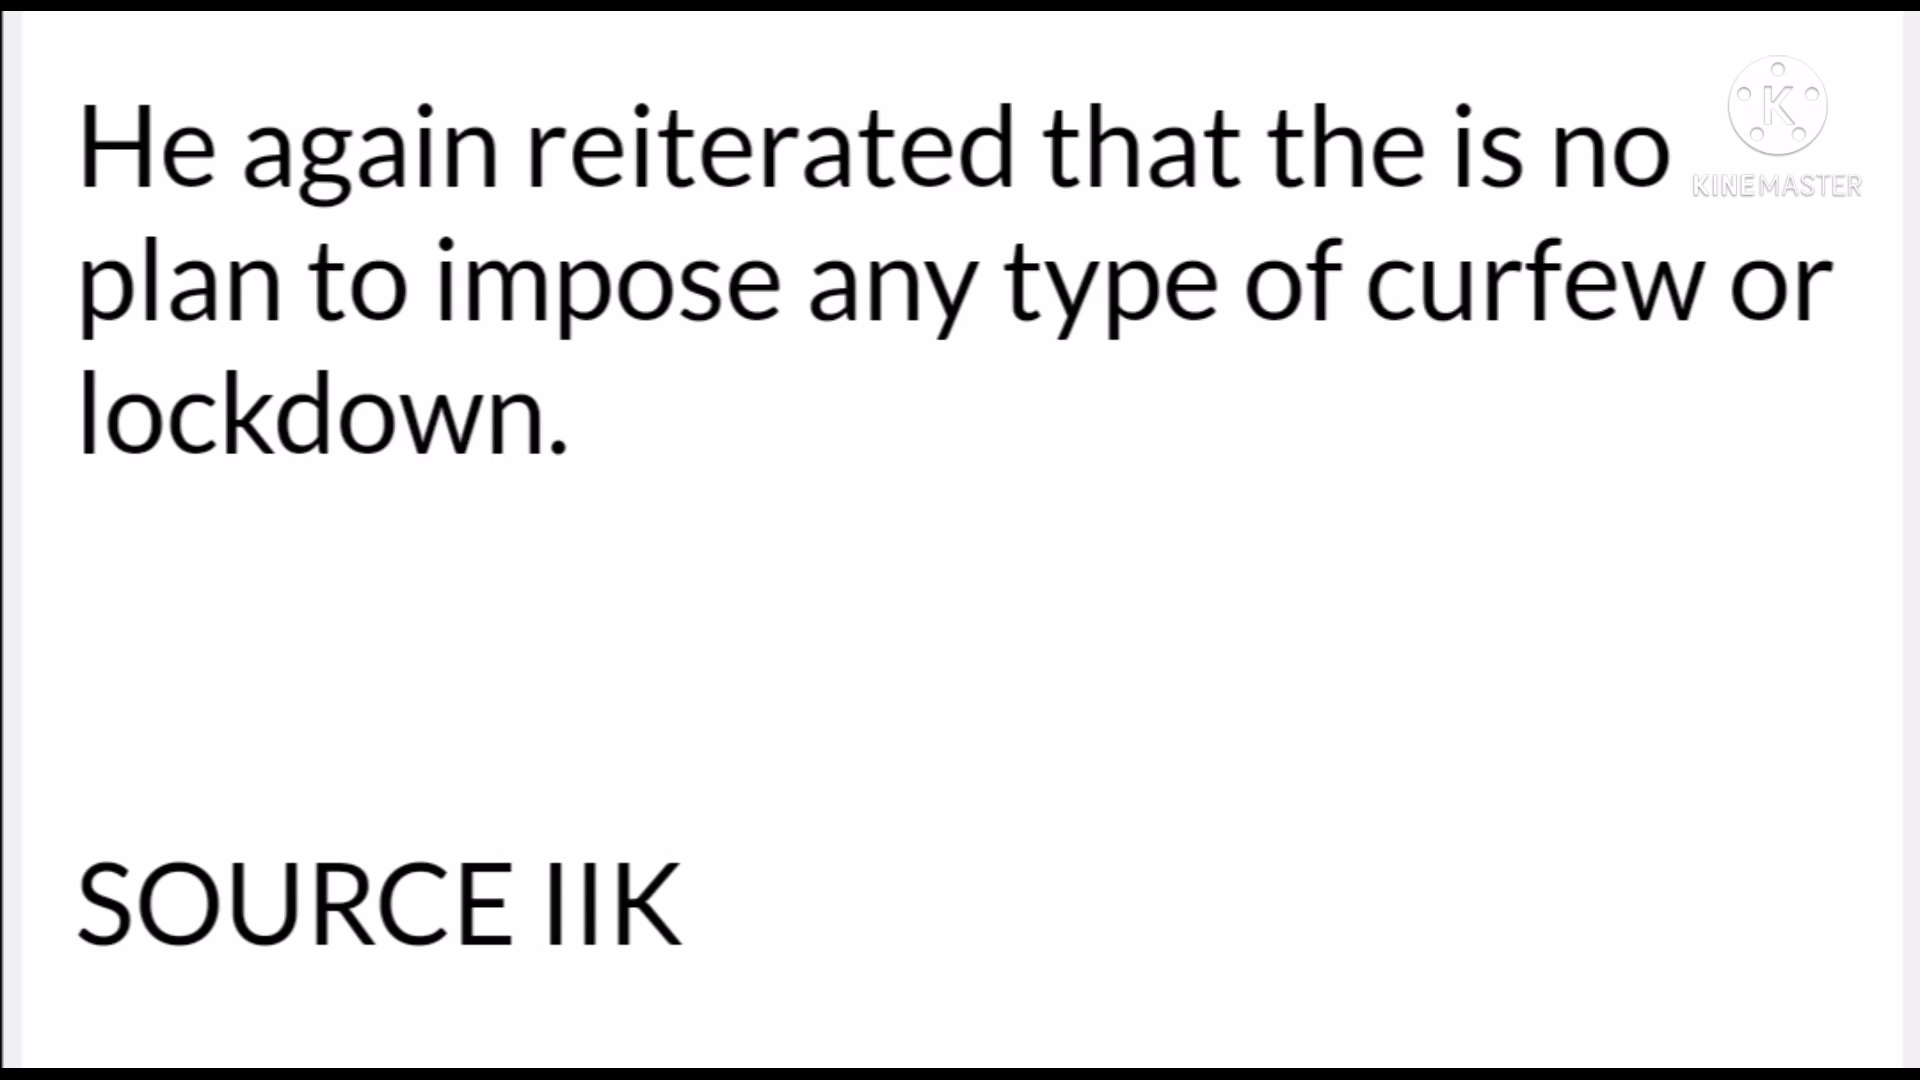 He again reiterated that the is no
plan to impose any type of curfew or
lockdown.
SOURCE IIK
K
KINEMASTER